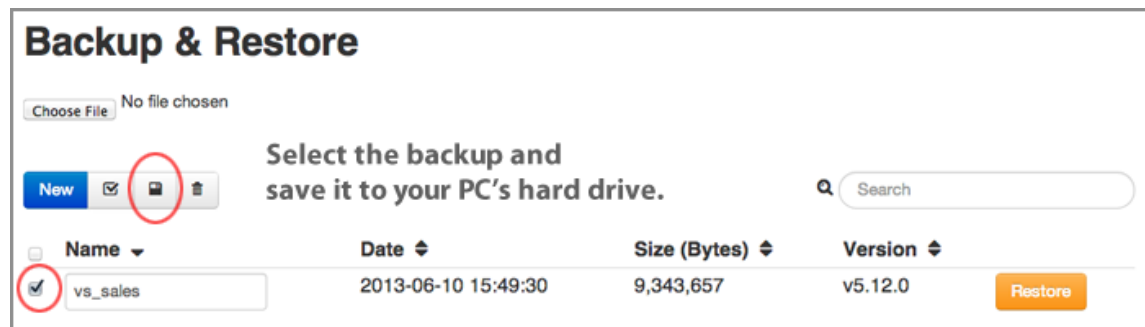 Backup & Restore
Choose File No file chosen
Select the backup and
save it to your PC's hard drive.
New
Search
Name Date Size (Bytes) Version
vs_sales 2013-06-10 15:49:30 9,343,657 v5.12.0 Restore